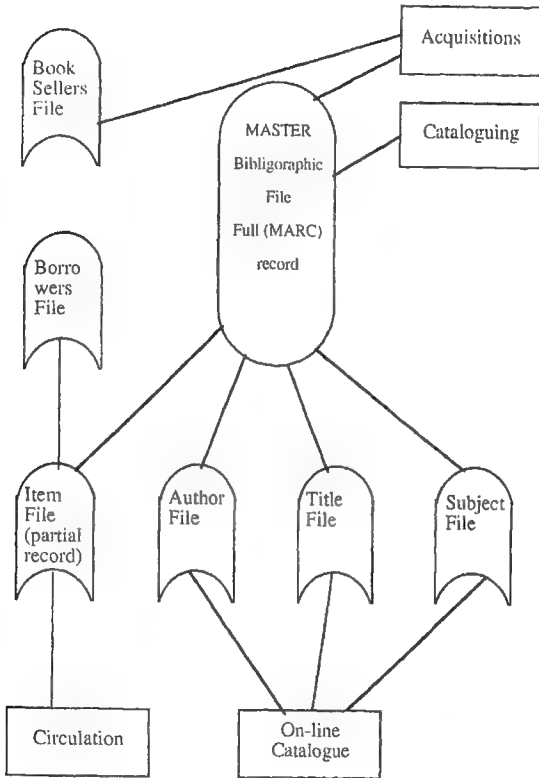 Acquisitions
Book
Sellers
File
MASTER
Bibligoraphic
File
Full (MARC)
record
Cataloguing
Borro
wers
File
Item
File
(partial
record)
Author
File
Title
File
Subject
File
Circulation
On-line
Catalogue